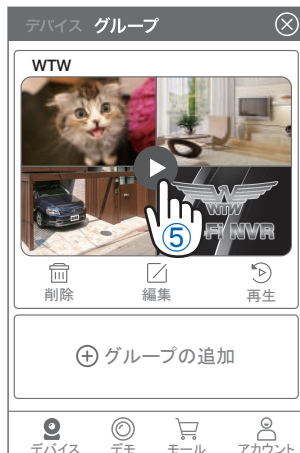 デバイス グループ
WTW
WTW
Fi NVR
⑤
削除 編集 再生
グループの追加
デバイス デモ モール アカウント